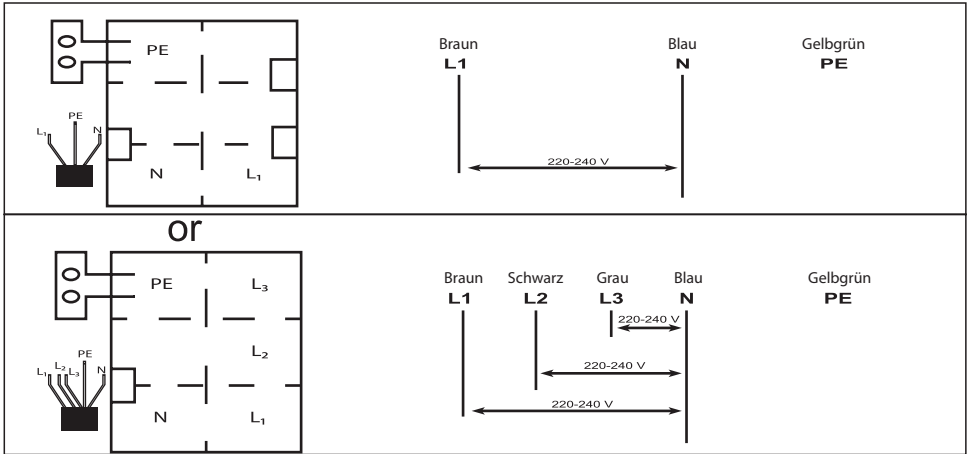 PE
L₁ PE N
N L₁
Braun Blau Gelbgrün
L1 N PE
220-240 V
or
PE L₃
L₂
L₁ L₂ L₃ PE N
N L₁
Braun Schwarz Grau Blau Gelbgrün
L1 L2 L3 N PE
220-240 V
220-240 V
220-240 V